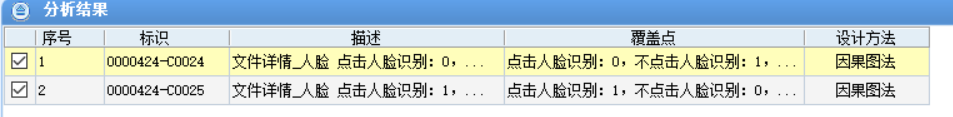 分析结果
序号 标识 描述 覆盖点 设计方法
1 0000424-C0024 文件详情_人脸 点击人脸识别：0，... 点击人脸识别：0，不点击人脸识别：1，... 因果图法
2 0000424-C0025 文件详情_人脸 点击人脸识别：1，... 点击人脸识别：1，不点击人脸识别：0，... 因果图法